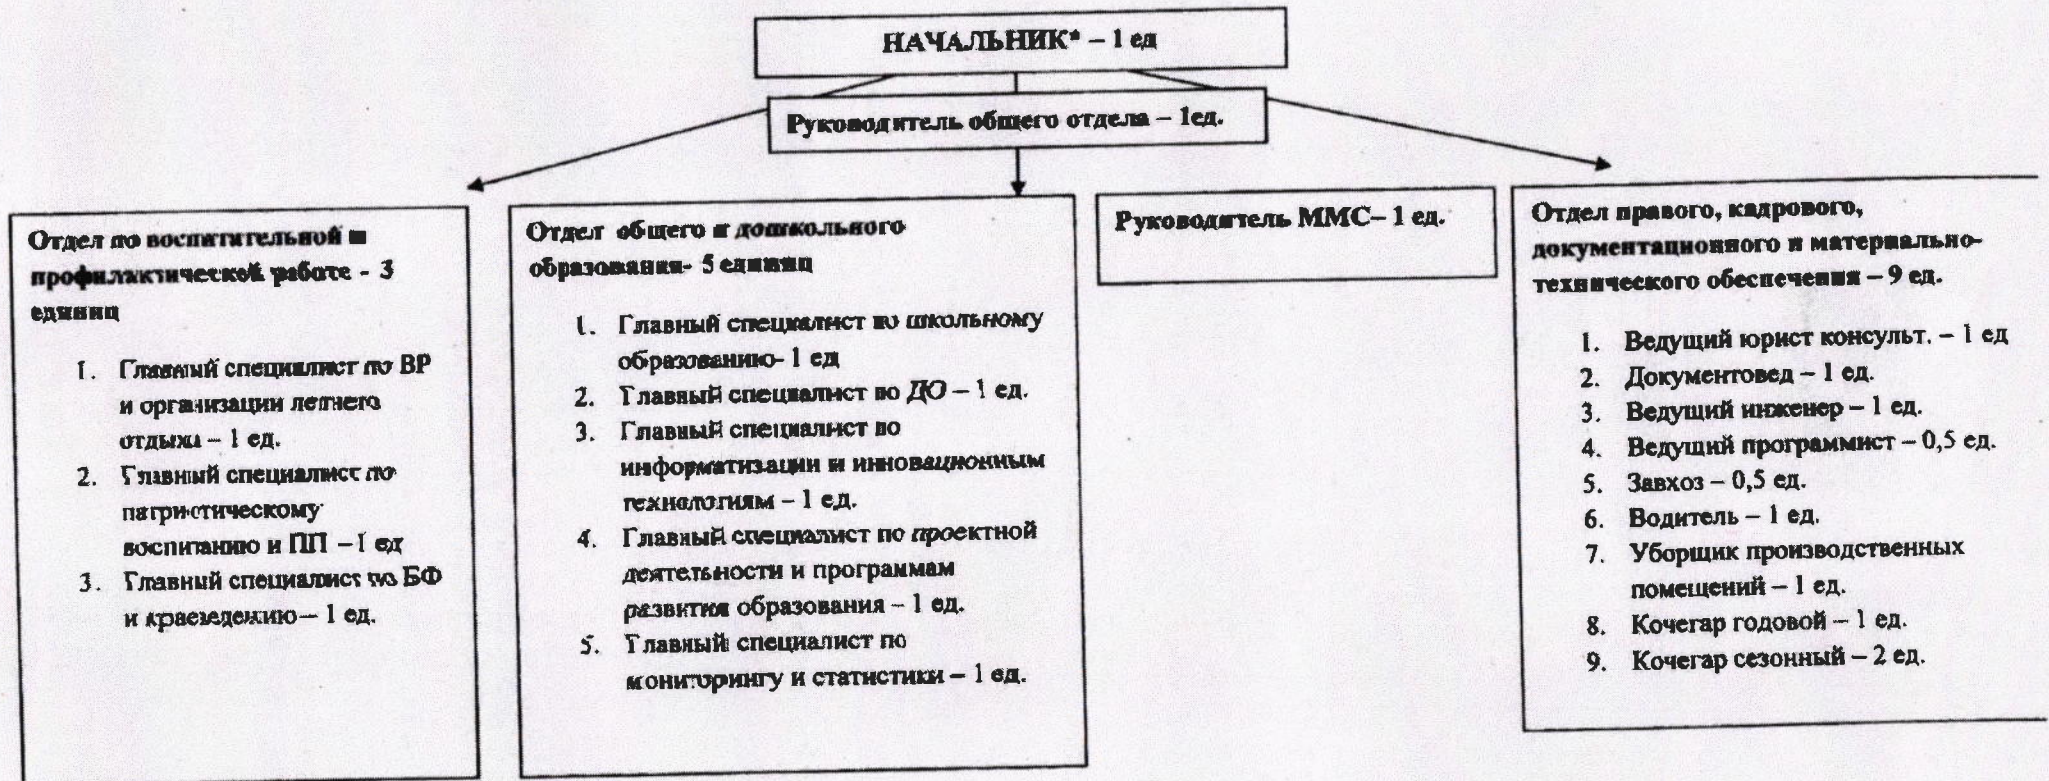 НАЧАЛЬНИК* – 1 ед
Руководитель общего отдела – 1ед.
Отдел по воспитательной и
профилактической работе - 3
единиц
1. Главный специалист по ВР
и организации летнего
отдыха – 1 ед.
2. Главный специалист по
патристическому
воспитанию и ПП – 1 ед
3. Главный специалист по БФ
и краеведению – 1 ед.
Отдел общего и дошкольного
образования- 5 единиц
1. Главный специалист по школьному
образованию- 1 ед
2. Главный специалист по ДО – 1 ед.
3. Главный специалист по
информатизации и инновационным
технологиям – 1 ед.
4. Главный специалист по проектной
деятельности и программам
развития образования – 1 ед.
5. Главный специалист по
мониторингу и статистики – 1 ед.
Руководитель ММС– 1 ед.
Отдел правого, кадрового,
документационного и материально-
технического обеспечения – 9 ед.
1. Ведущий юрист консульт. – 1 ед
2. Документовед – 1 ед.
3. Ведущий инженер – 1 ед.
4. Ведущий программист – 0,5 ед.
5. Завхоз – 0,5 ед.
6. Водитель – 1 ед.
7. Уборщик производственных
помещений – 1 ед.
8. Кочегар годовой – 1 ед.
9. Кочегар сезонный – 2 ед.